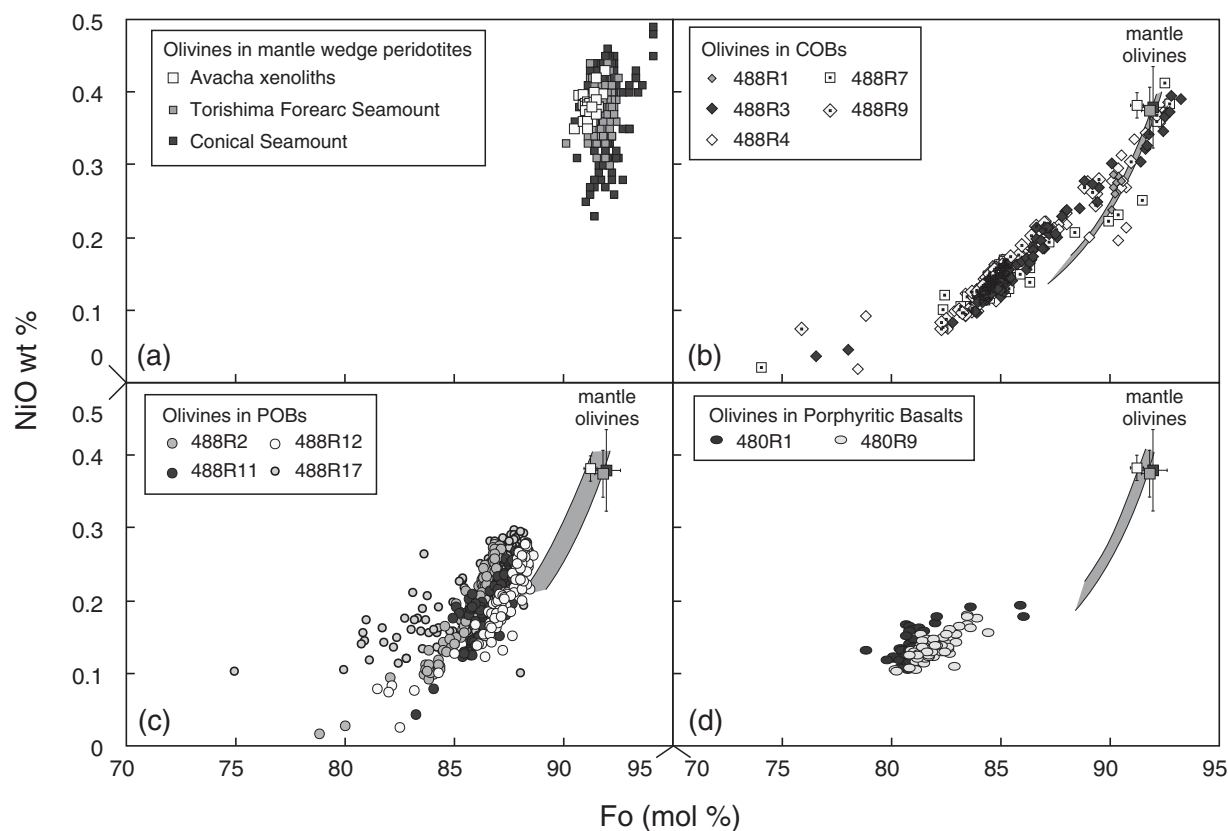 NiO wt %
0.5
0.4
0.3
0.2
0.1
0
Olivines in mantle wedge peridotites
Avacha xenoliths
Torishima Forearc Seamount
Conical Seamount
(a)
Olivines in COBs
488R1 488R7
488R3 488R9
488R4
mantle
olivines
(b)
0.5
0.4
0.3
0.2
0.1
0
Olivines in POBs
488R2 488R12
488R11 488R17
mantle
olivines
(c)
Olivines in Porphyritic Basalts
480R1 480R9
mantle
olivines
(d)
70 75 80 85 90 95 70 75 80 85 90 95
Fo (mol %)